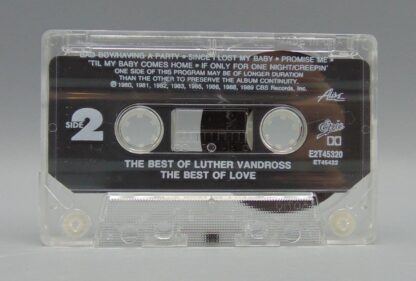 BAD BOY/HAVING A PARTY • SINCE I LOST MY BABY • PROMISE ME •
'TIL MY BABY COMES HOME • IF ONLY FOR ONE NIGHT/CREEPIN'
ONE SIDE OF THIS PROGRAM MAY BE OF LONGER DURATION
THAN THE OTHER TO PRESERVE THE ALBUM CONTINUITY.
© 1980, 1981, 1982, 1983, 1985, 1986, 1988, 1989 CBS Records, Inc.
SIDE 2
Epic
E2T45320
ET45422
THE BEST OF LUTHER VANDROSS
THE BEST OF LOVE